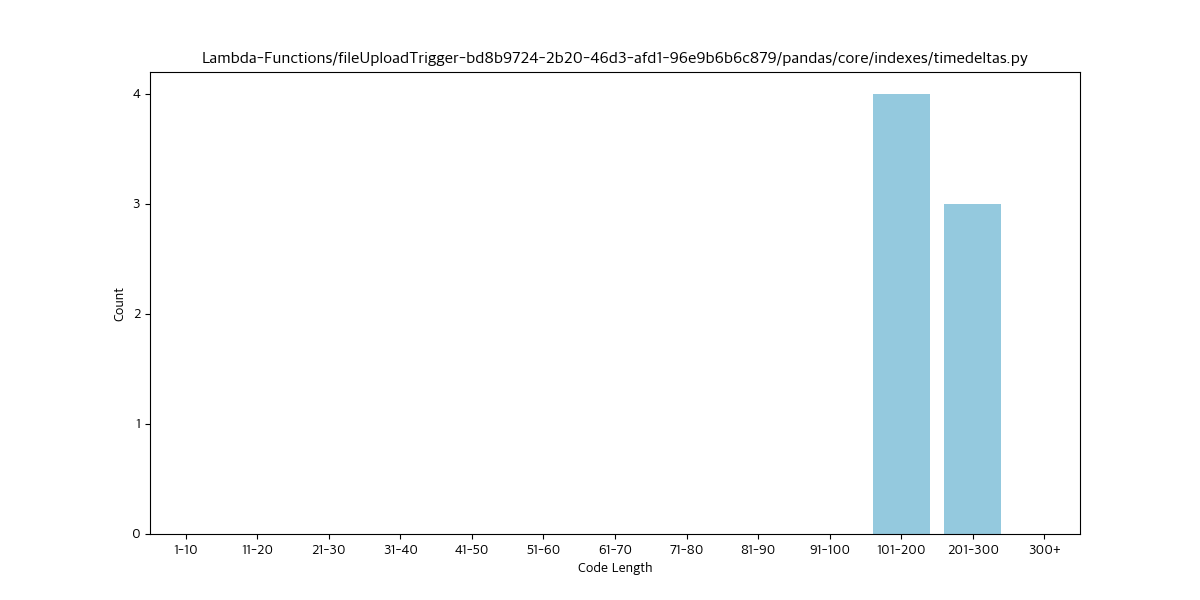 Lambda-Functions/fileUploadTrigger-bd8b9724-2b20-46d3-afd1-96e9b6b6c879/pandas/core/indexes/timedeltas.py
4
3
2
1
0
Count
1-10 11-20 21-30 31-40 41-50 51-60 61-70 71-80 81-90 91-100 101-200 201-300 300+
Code Length